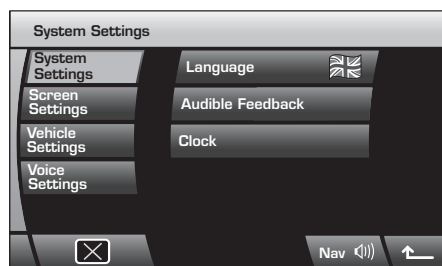 System Settings
System
Settings
Language
Screen
Settings
Audible Feedback
Vehicle
Settings
Clock
Voice
Settings
Nav